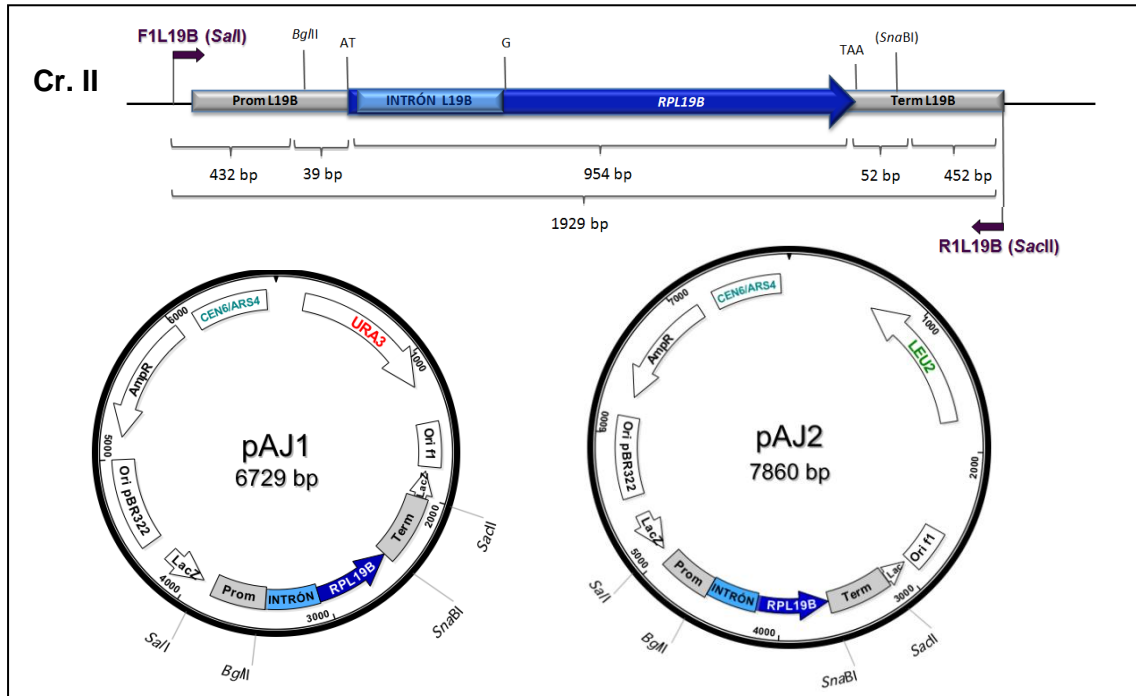 F1L19B (SalI)
BglII
AT
G
TAA
(SnaBI)
Cr. II
Prom L19B
INTRÓN L19B
RPL19B
Term L19B
432 bp
39 bp
954 bp
52 bp
452 bp
1929 bp
R1L19B (SacII)
pAJ1
6729 bp
CEN6/ARS4
URA3
1000
Ori f1
LacZ
2000
SacII
Term
SnaBI
RPL19B
3000
INTRÓN
BglII
Prom
SalI
LacZ
4000
Ori pBR322
5000
AmpR
6000
pAJ2
7860 bp
CEN6/ARS4
1000
LEU2
2000
Ori f1
Lac
3000
SacII
Term
SnaBI
RPL19B
4000
INTRÓN
BglII
Prom
SalI
LacZ
5000
Ori pBR322
6000
AmpR
7000